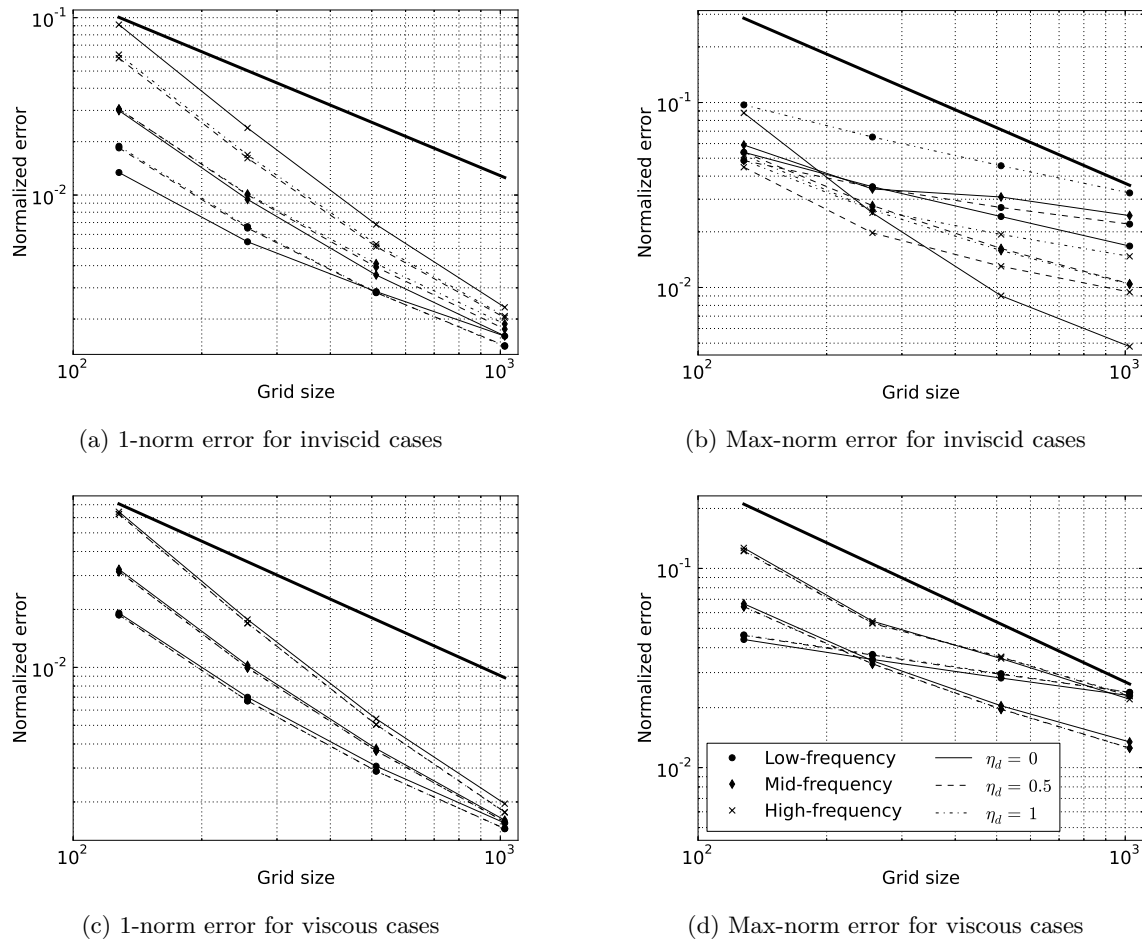 10^{-1}
10^{-2}
Normalized error
10^2
10^3
Grid size
(a) 1-norm error for inviscid cases
10^{-1}
10^{-2}
Normalized error
10^2
10^3
Grid size
(b) Max-norm error for inviscid cases
10^{-2}
Normalized error
10^2
10^3
Grid size
(c) 1-norm error for viscous cases
10^{-1}
10^{-2}
Normalized error
Low-frequency
Mid-frequency
High-frequency
η_d = 0
η_d = 0.5
η_d = 1
10^2
10^3
Grid size
(d) Max-norm error for viscous cases